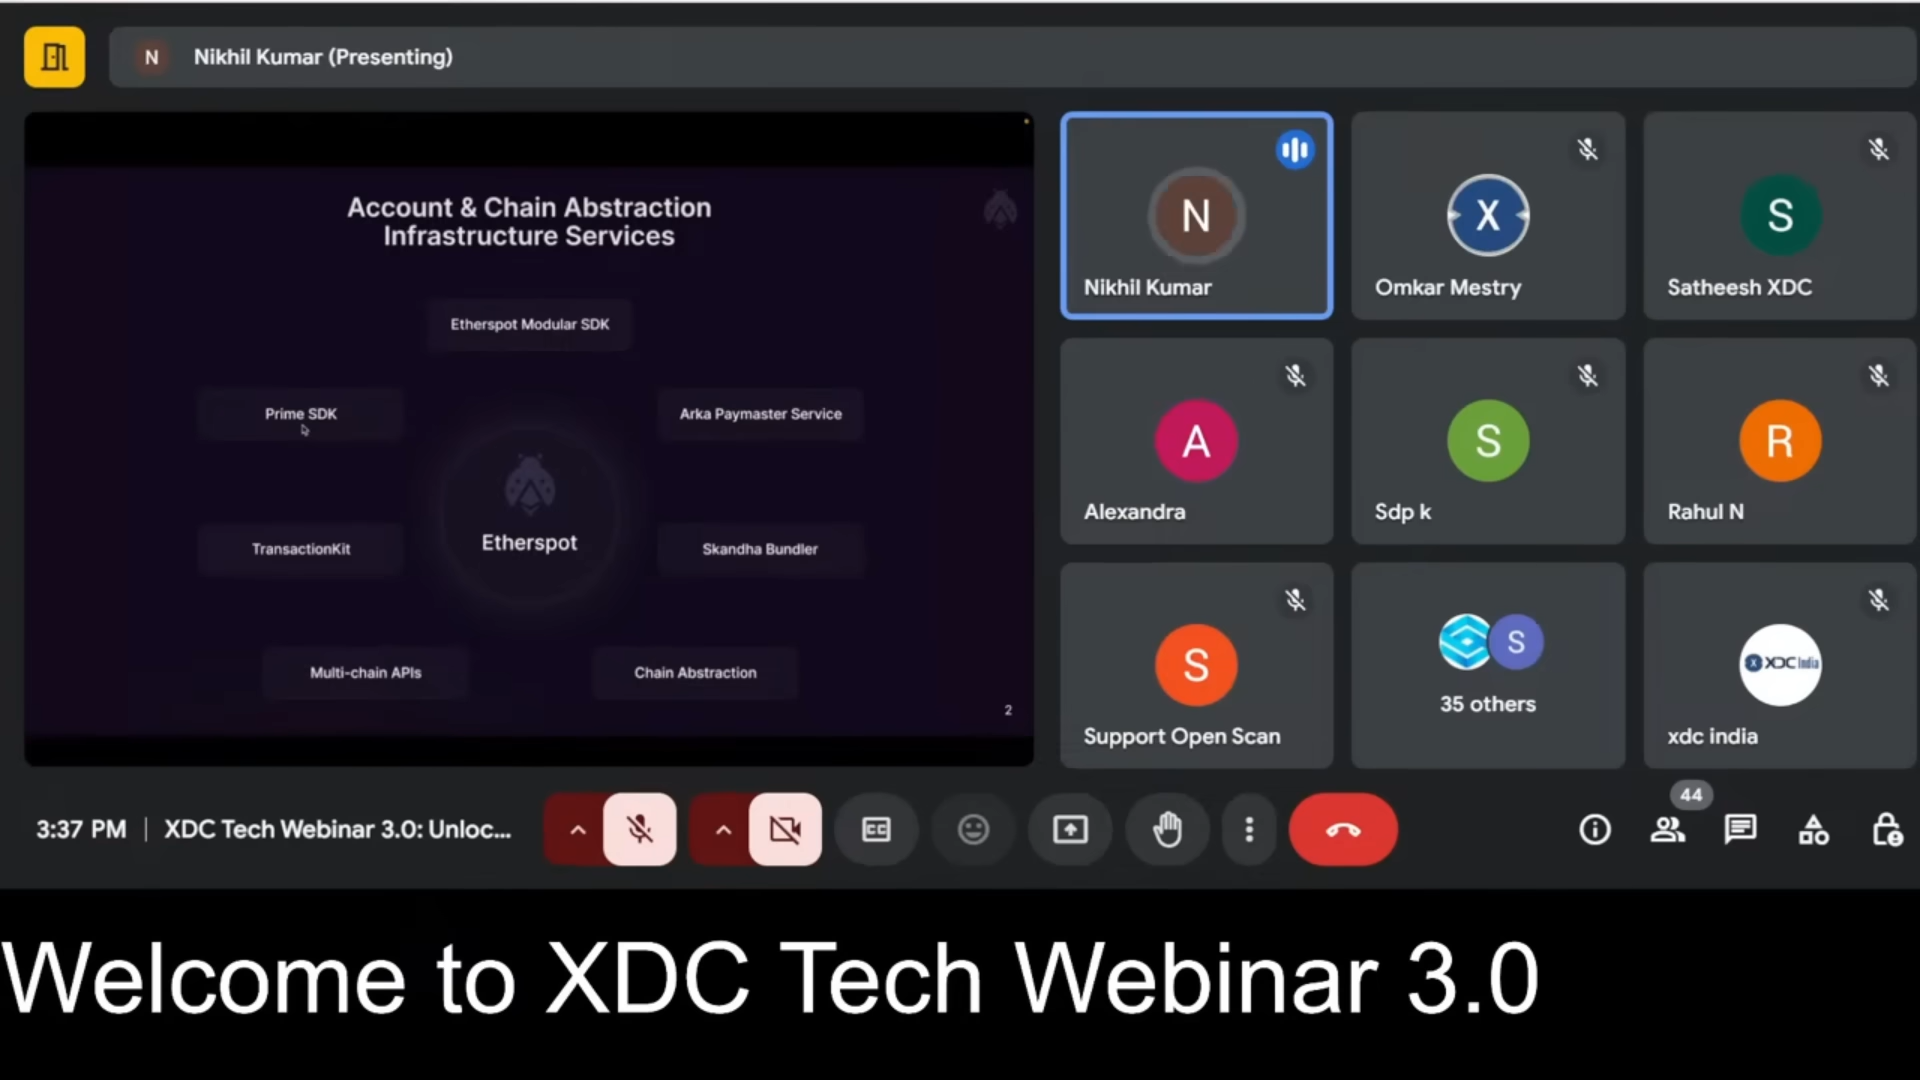 N
Nikhil Kumar (Presenting)
Account & Chain Abstraction
Infrastructure Services
Etherspot Modular SDK
Prime SDK
Arka Paymaster Service
Etherspot
TransactionKit
Skandha Bundler
Multi-chain APIs
Chain Abstraction
2
N
Nikhil Kumar
X
Omkar Mestry
S
Satheesh XDC
A
Alexandra
S
Sdp k
R
Rahul N
S
Support Open Scan
S
35 others
XDC India
xdc india
3:37 PM | XDC Tech Webinar 3.0: Unloc...
CC
44
Welcome to XDC Tech Webinar 3.0